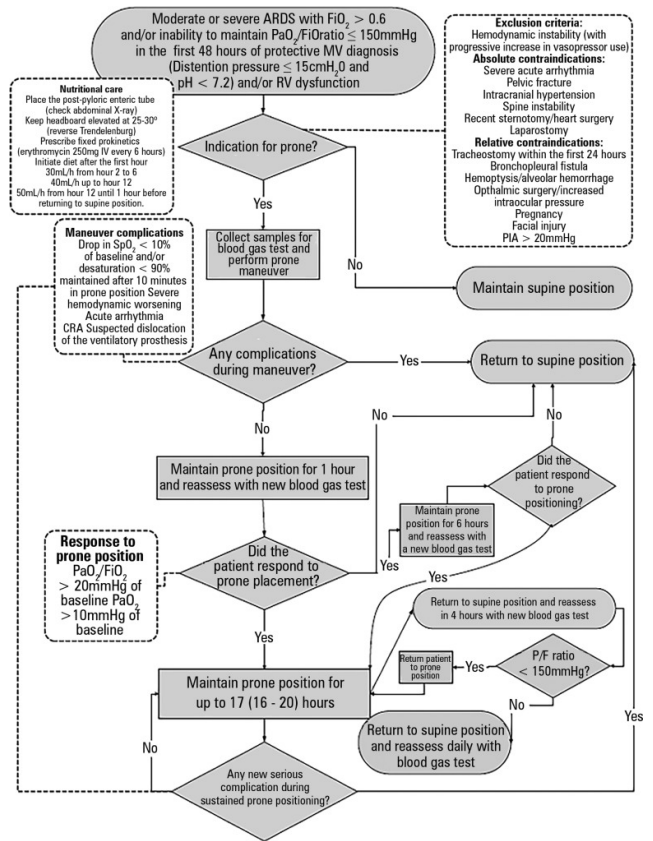 Moderate or severe ARDS with FiO2 > 0.6
and/or inability to maintain PaO2/FiOratio ≤ 150mmHg
in the first 48 hours of protective MV diagnosis
(Distention pressure ≤ 15cmH20 and
pH < 7.2) and/or RV dysfunction
Exclusion criteria:
Hemodynamic instability (with
progressive increase in vasopressor use)
Absolute contraindications:
Severe acute arrhythmia
Pelvic fracture
Intracranial hypertension
Spine instability
Recent sternotomy/heart surgery
Laparostomy
Relative contraindications:
Tracheostomy within the first 24 hours
Bronchopleural fistula
Hemoptysis/alveolar hemorrhage
Opthalmic surgery/increased
intraocular pressure
Pregnancy
Facial injury
PIA > 20mmHg
Nutritional care
Place the post-pyloric enteric tube
(check abdominal X-ray)
Keep headboard elevated at 25-30º
(reverse Trendelenburg)
Prescribe fixed prokinetics
(erythromycin 250mg IV every 6 hours)
Initiate diet after the first hour
30mL/h from hour 2 to 6
40mL/h up to hour 12
50mL/h from hour 12 until 1 hour before
returning to supine position.
Indication for prone?
Yes
No
Collect samples for
blood gas test and
perform prone
maneuver
Maintain supine position
Maneuver complications
Drop in SpO2 < 10%
of baseline and/or
desaturation < 90%
maintained after 10 minutes
in prone position Severe
hemodynamic worsening
Acute arrhythmia
CRA Suspected dislocation
of the ventilatory prosthesis
Any complications
during maneuver?
Yes
Return to supine position
No
No
No
Maintain prone position for 1 hour
and reassess with new blood gas test
Did the
patient respond
to prone
positioning?
Maintain prone
position for 6 hours
and reassess with
a new blood gas test
Yes
Yes
Response to
prone position
PaO2/FiO2
> 20mmHg of
baseline PaO2
>10mmHg of
baseline
Did the
patient respond to
prone placement?
Yes
Return to supine position and reassess
in 4 hours with new blood gas test
P/F ratio
< 150mmHg?
Yes
Return patient
to prone
position
No
Maintain prone position for
up to 17 (16 - 20) hours
Return to supine position
and reassess daily with
blood gas test
Yes
No
Any new serious
complication during
sustained prone positioning?